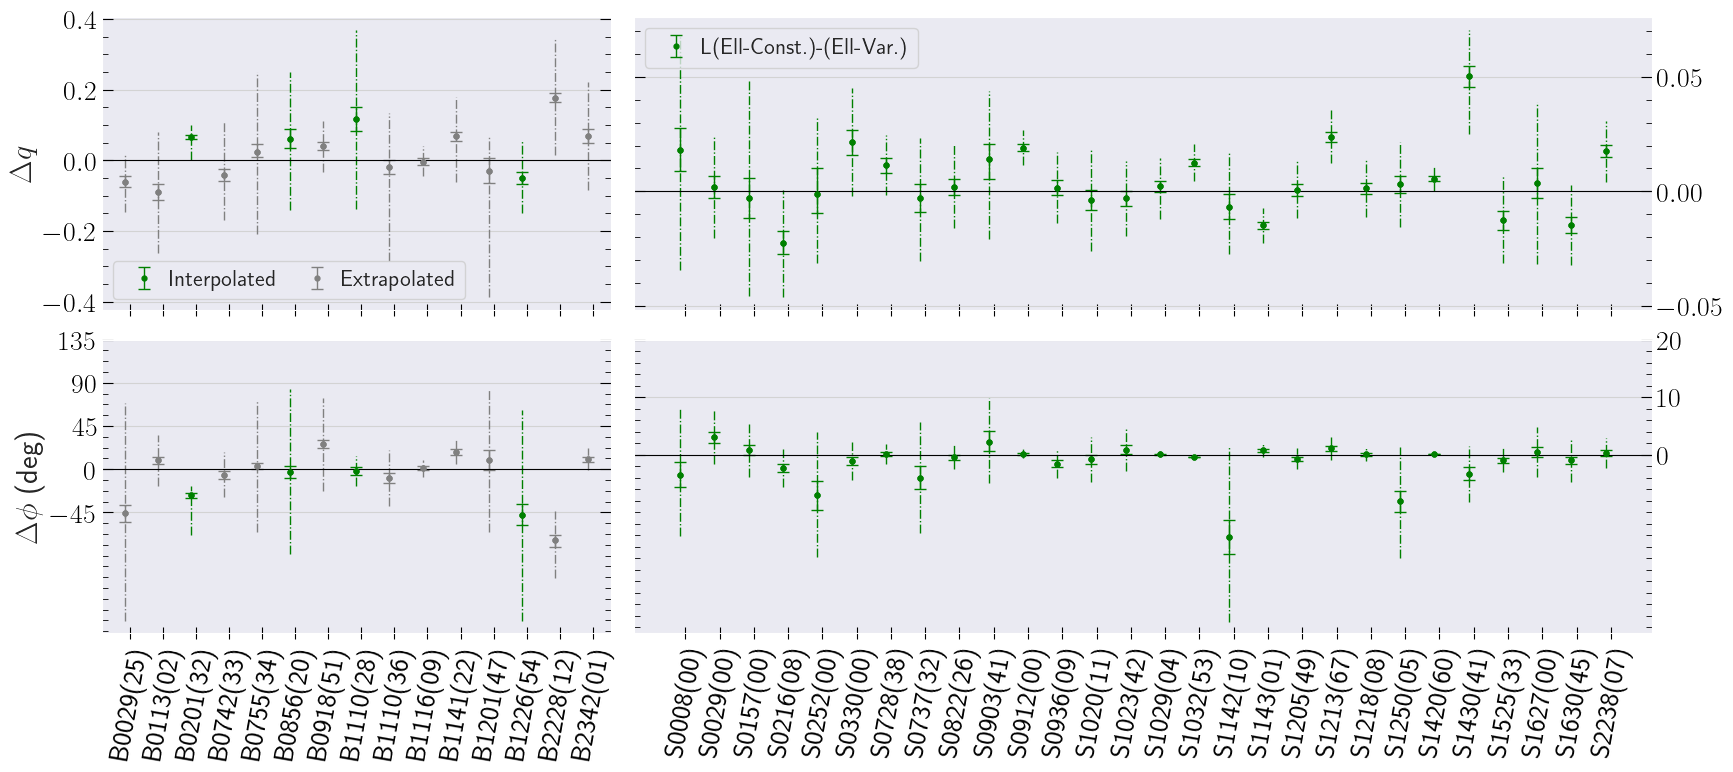 0.4
0.2
0.0
−0.2
−0.4
Δq
Interpolated
Extrapolated
L(Ell-Const.)-(Ell-Var.)
0.05
0.00
−0.05
135
90
45
0
−45
Δϕ (deg)
20
10
0
B0029(25)
B0113(02)
B0201(32)
B0742(33)
B0755(34)
B0856(20)
B0918(51)
B1110(28)
B1110(36)
B1116(09)
B1141(22)
B1201(47)
B1226(54)
B2228(12)
B2342(01)
S0008(00)
S0029(00)
S0157(00)
S0216(08)
S0252(00)
S0330(00)
S0728(38)
S0737(32)
S0822(26)
S0903(41)
S0912(00)
S0936(09)
S1020(11)
S1023(42)
S1029(04)
S1032(53)
S1142(10)
S1143(01)
S1205(49)
S1213(67)
S1218(08)
S1250(05)
S1420(60)
S1430(41)
S1525(33)
S1627(00)
S1630(45)
S2238(07)